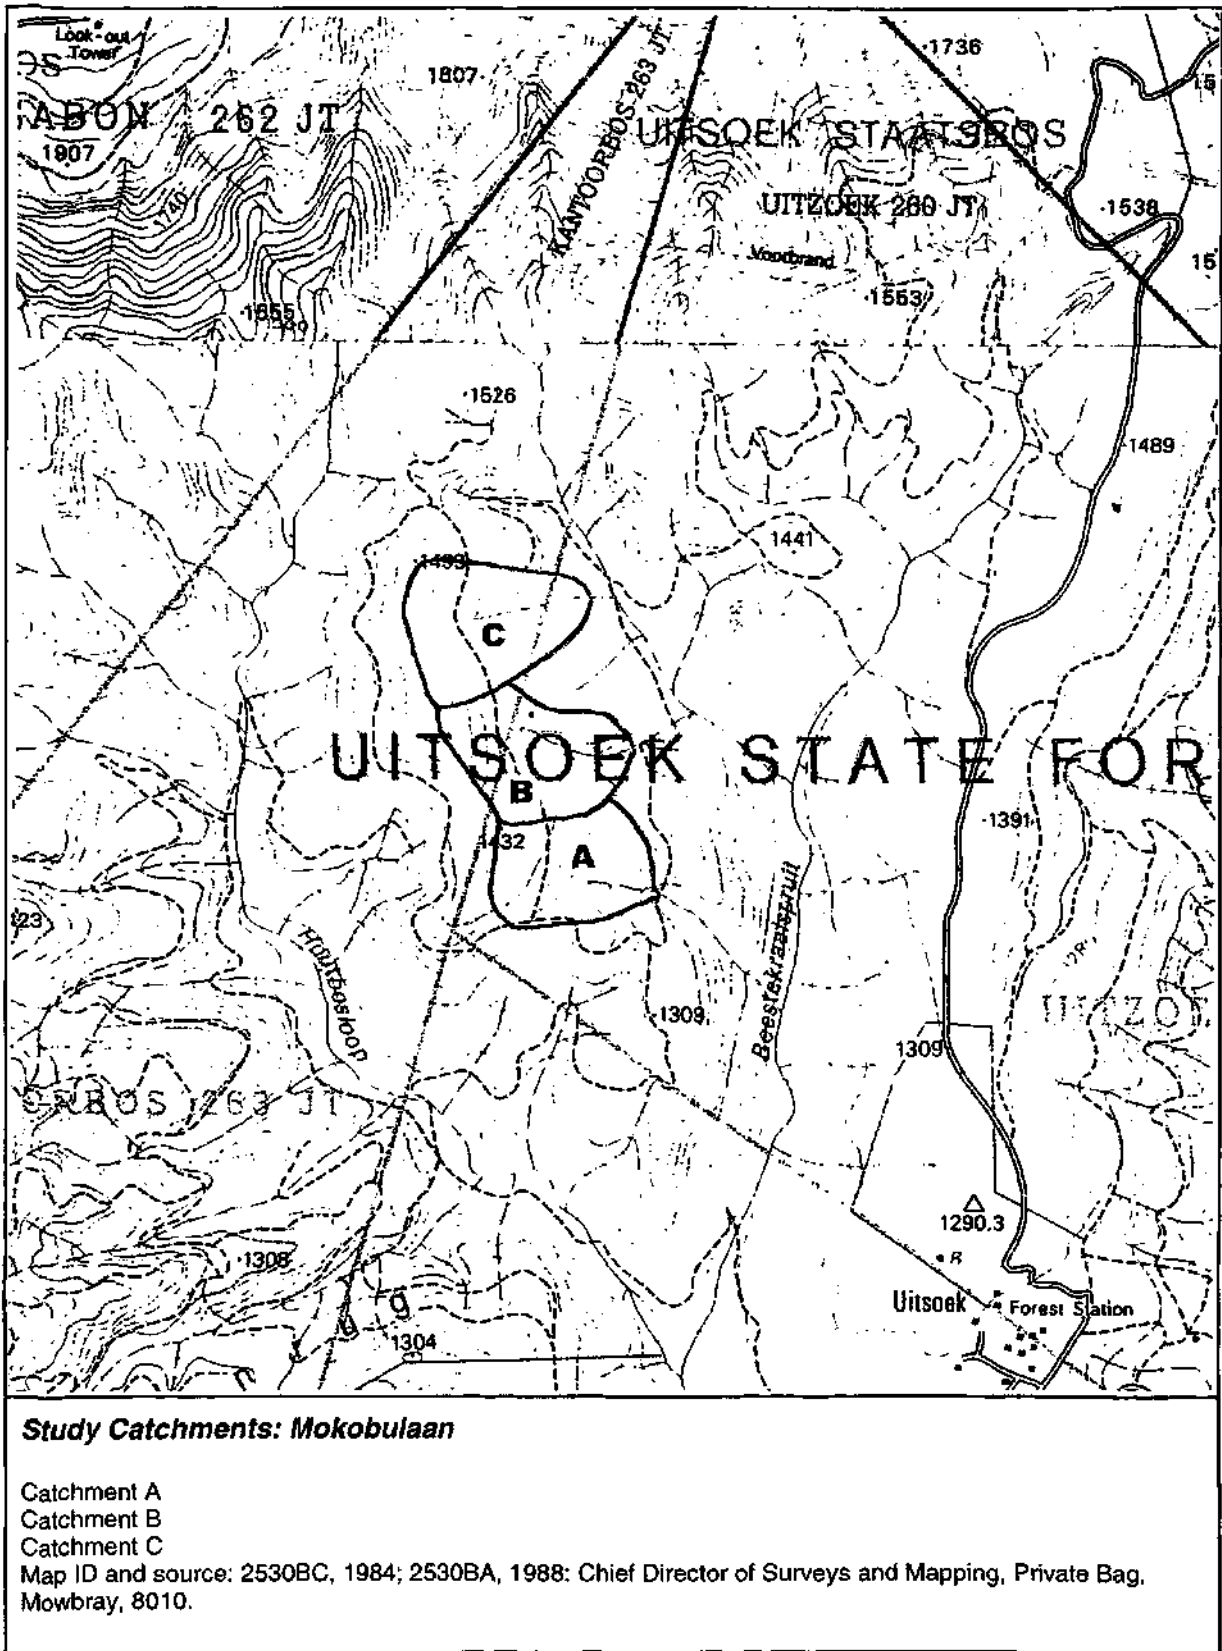 Look-out
Tower
1807
1736
ABON 262 JT
KANTOORBOS 263 JT
UITSOEK STAATSBOS
1907
1740
UITZOEK 260 JT
1538
Voorbrand
1553
1855
1526
1489
1441
1493
C
UITSOEK STATE FOR
B
1391
1432
A
Houtbosloop
Beestekraalspruit
1309
1309
263 JT
1290.3
R
1308
Uitsoek
Forest Station
g
1304
Study Catchments: Mokobulaan
Catchment A
Catchment B
Catchment C
Map ID and source: 2530BC, 1984; 2530BA, 1988: Chief Director of Surveys and Mapping, Private Bag,
Mowbray, 8010.